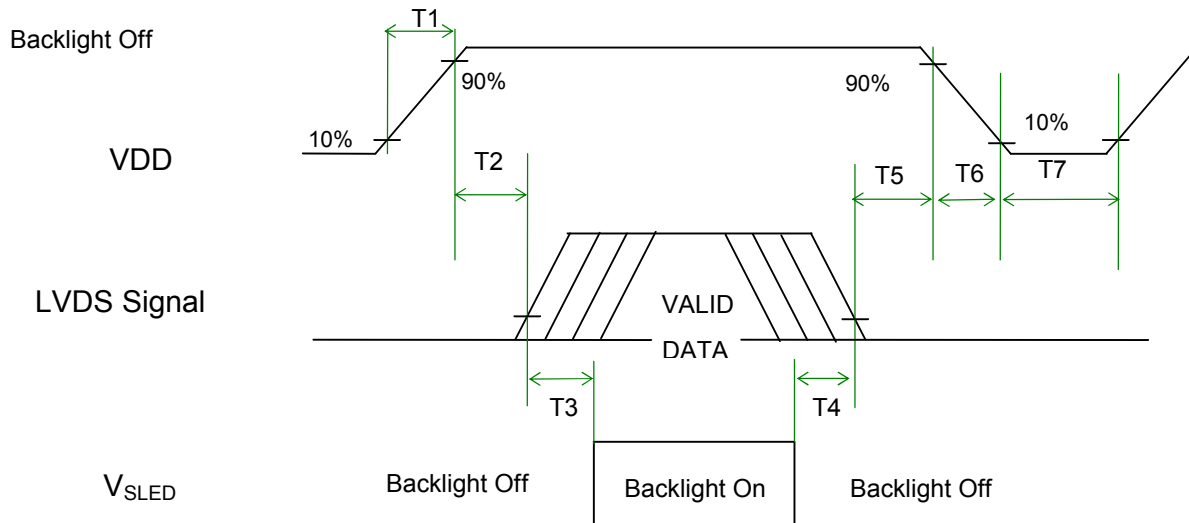 T1
Backlight Off
90%
90%
10%
10%
VDD
T2
T5
T6
T7
LVDS Signal
VALID
DATA
T3
T4
VSLED
Backlight Off
Backlight On
Backlight Off